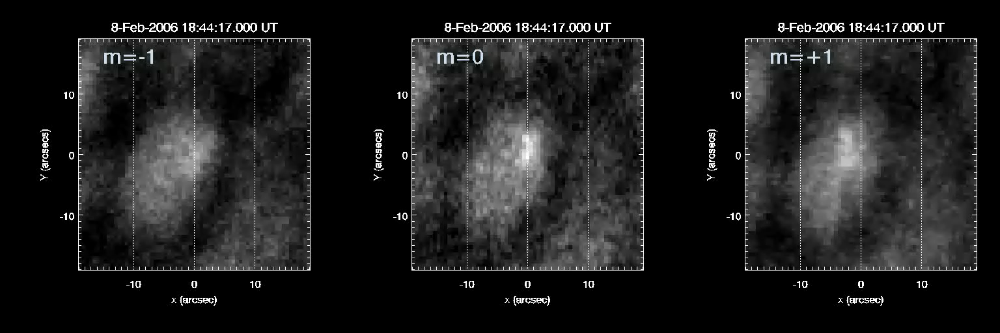 8-Feb-2006 18:44:17.000 UT
m=-1
10
0
-10
Y (arcsecs)
-10 0 10
x (arcsec)
8-Feb-2006 18:44:17.000 UT
m=0
10
0
-10
Y (arcsecs)
-10 0 10
x (arcsec)
8-Feb-2006 18:44:17.000 UT
m=+1
10
0
-10
Y (arcsecs)
-10 0 10
x (arcsec)